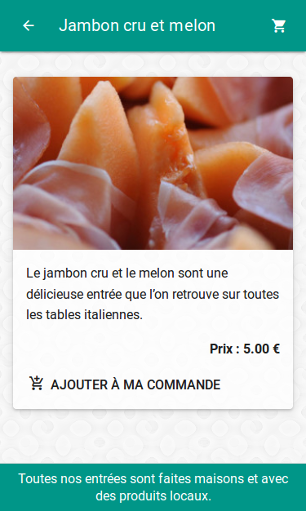 Jambon cru et melon
Le jambon cru et le melon sont une
délicieuse entrée que l'on retrouve sur toutes
les tables italiennes.
Prix : 5.00 €
AJOUTER À MA COMMANDE
Toutes nos entrées sont faites maisons et avec
des produits locaux.